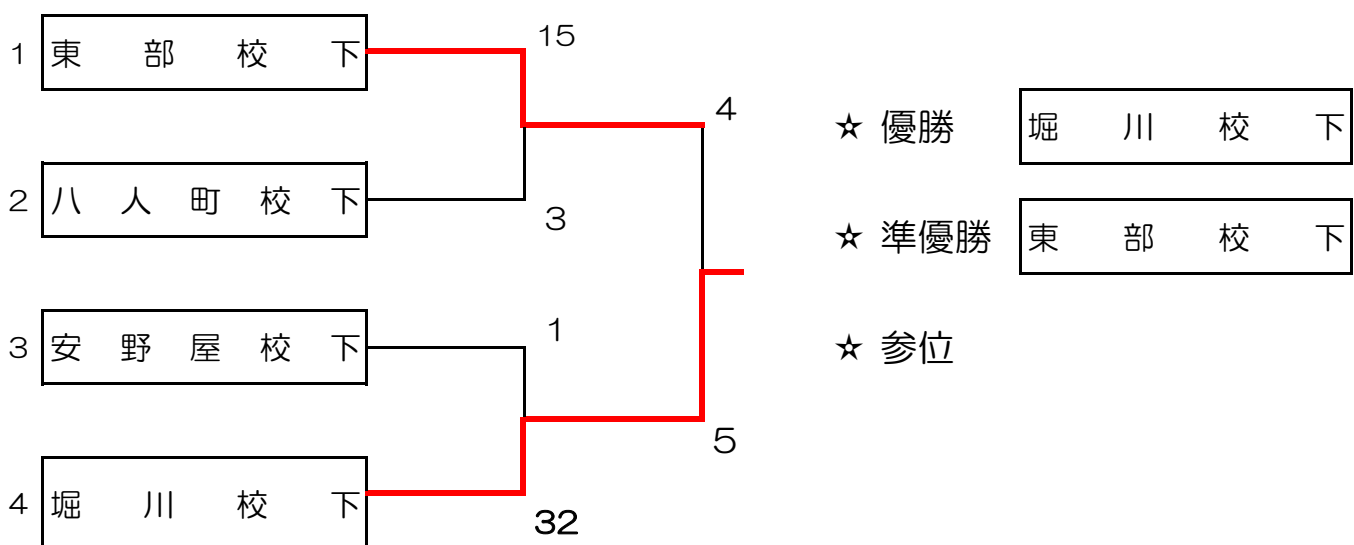 1 東部校下
15
2 八人町校下
3
4
3 安野屋校下
1
4 堀川校下
32
5
☆ 優勝 堀川校下
☆ 準優勝 東部校下
☆ 参位